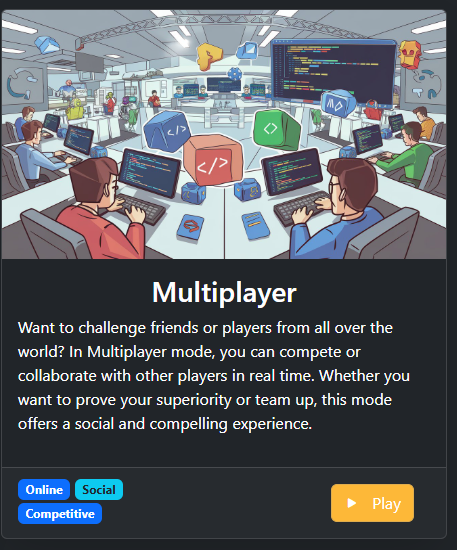 </>
</>
<>
Multiplayer
Want to challenge friends or players from all over the
world? In Multiplayer mode, you can compete or
collaborate with other players in real time. Whether you
want to prove your superiority or team up, this mode
offers a social and compelling experience.
Online Social
Competitive
Play